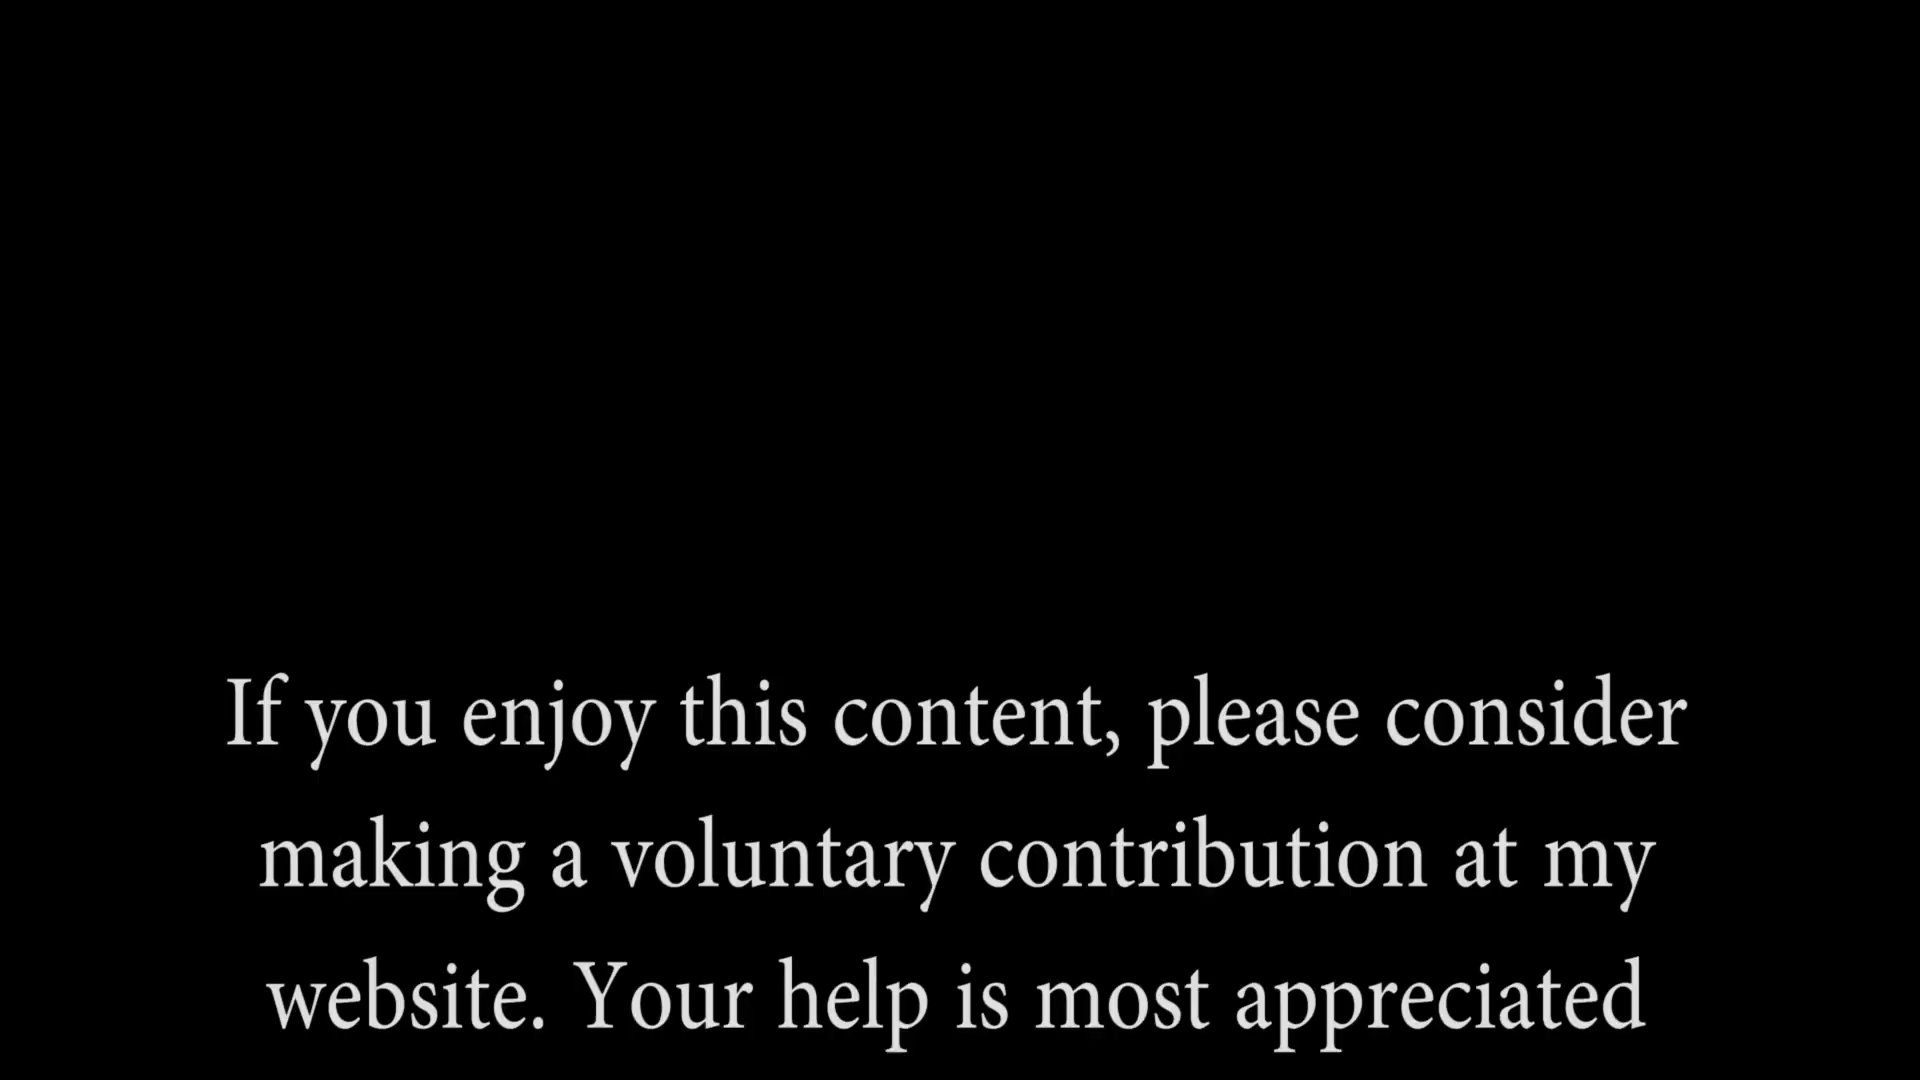 If you enjoy this content, please consider
making a voluntary contribution at my
website. Your help is most appreciated